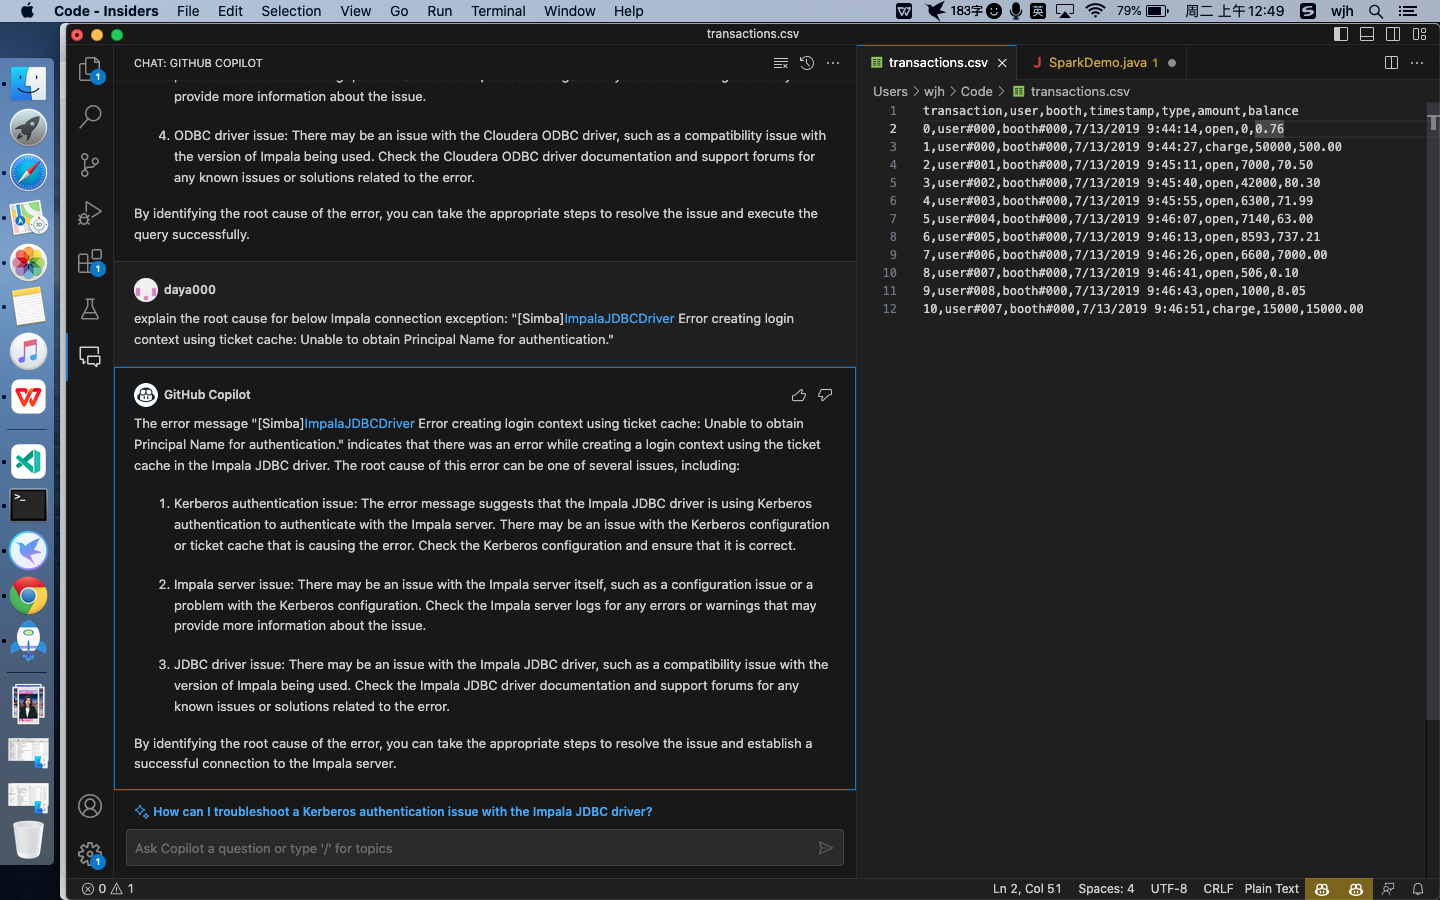 Code - Insiders File Edit Selection View Go Run Terminal Window Help
183字 英 79% 周二 上午12:49 wjh
transactions.csv
CHAT: GITHUB COPILOT
provide more information about the issue.
4. ODBC driver issue: There may be an issue with the Cloudera ODBC driver, such as a compatibility issue with
the version of Impala being used. Check the Cloudera ODBC driver documentation and support forums for
any known issues or solutions related to the error.
By identifying the root cause of the error, you can take the appropriate steps to resolve the issue and execute the
query successfully.
daya000
explain the root cause for below Impala connection exception: "[Simba]ImpalaJDBCDriver Error creating login
context using ticket cache: Unable to obtain Principal Name for authentication."
GitHub Copilot
The error message "[Simba]ImpalaJDBCDriver Error creating login context using ticket cache: Unable to obtain
Principal Name for authentication." indicates that there was an error while creating a login context using the ticket
cache in the Impala JDBC driver. The root cause of this error can be one of several issues, including:
1. Kerberos authentication issue: The error message suggests that the Impala JDBC driver is using Kerberos
authentication to authenticate with the Impala server. There may be an issue with the Kerberos configuration
or ticket cache that is causing the error. Check the Kerberos configuration and ensure that it is correct.
2. Impala server issue: There may be an issue with the Impala server itself, such as a configuration issue or a
problem with the Kerberos configuration. Check the Impala server logs for any errors or warnings that may
provide more information about the issue.
3. JDBC driver issue: There may be an issue with the Impala JDBC driver, such as a compatibility issue with the
version of Impala being used. Check the Impala JDBC driver documentation and support forums for any
known issues or solutions related to the error.
By identifying the root cause of the error, you can take the appropriate steps to resolve the issue and establish a
successful connection to the Impala server.
How can I troubleshoot a Kerberos authentication issue with the Impala JDBC driver?
Ask Copilot a question or type '/' for topics
transactions.csv
J SparkDemo.java 1
Users > wjh > Code > transactions.csv
1 transaction,user,booth,timestamp,type,amount,balance
2 0,user#000,booth#000,7/13/2019 9:44:14,open,0,0.76
3 1,user#000,booth#000,7/13/2019 9:44:27,charge,50000,500.00
4 2,user#001,booth#000,7/13/2019 9:45:11,open,7000,70.50
5 3,user#002,booth#000,7/13/2019 9:45:40,open,42000,80.30
6 4,user#003,booth#000,7/13/2019 9:45:55,open,6300,71.99
7 5,user#004,booth#000,7/13/2019 9:46:07,open,7140,63.00
8 6,user#005,booth#000,7/13/2019 9:46:13,open,8593,737.21
9 7,user#006,booth#000,7/13/2019 9:46:26,open,6600,7000.00
10 8,user#007,booth#000,7/13/2019 9:46:41,open,506,0.10
11 9,user#008,booth#000,7/13/2019 9:46:43,open,1000,8.05
12 10,user#007,booth#000,7/13/2019 9:46:51,charge,15000,15000.00
0 1
Ln 2, Col 51 Spaces: 4 UTF-8 CRLF Plain Text